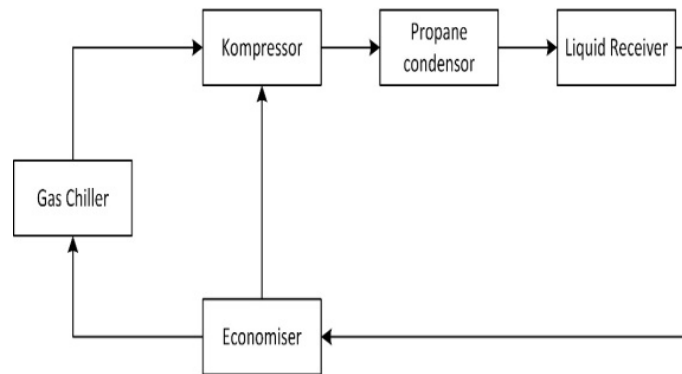 Kompressor
Propane
condensor
Liquid Receiver
Gas Chiller
Economiser